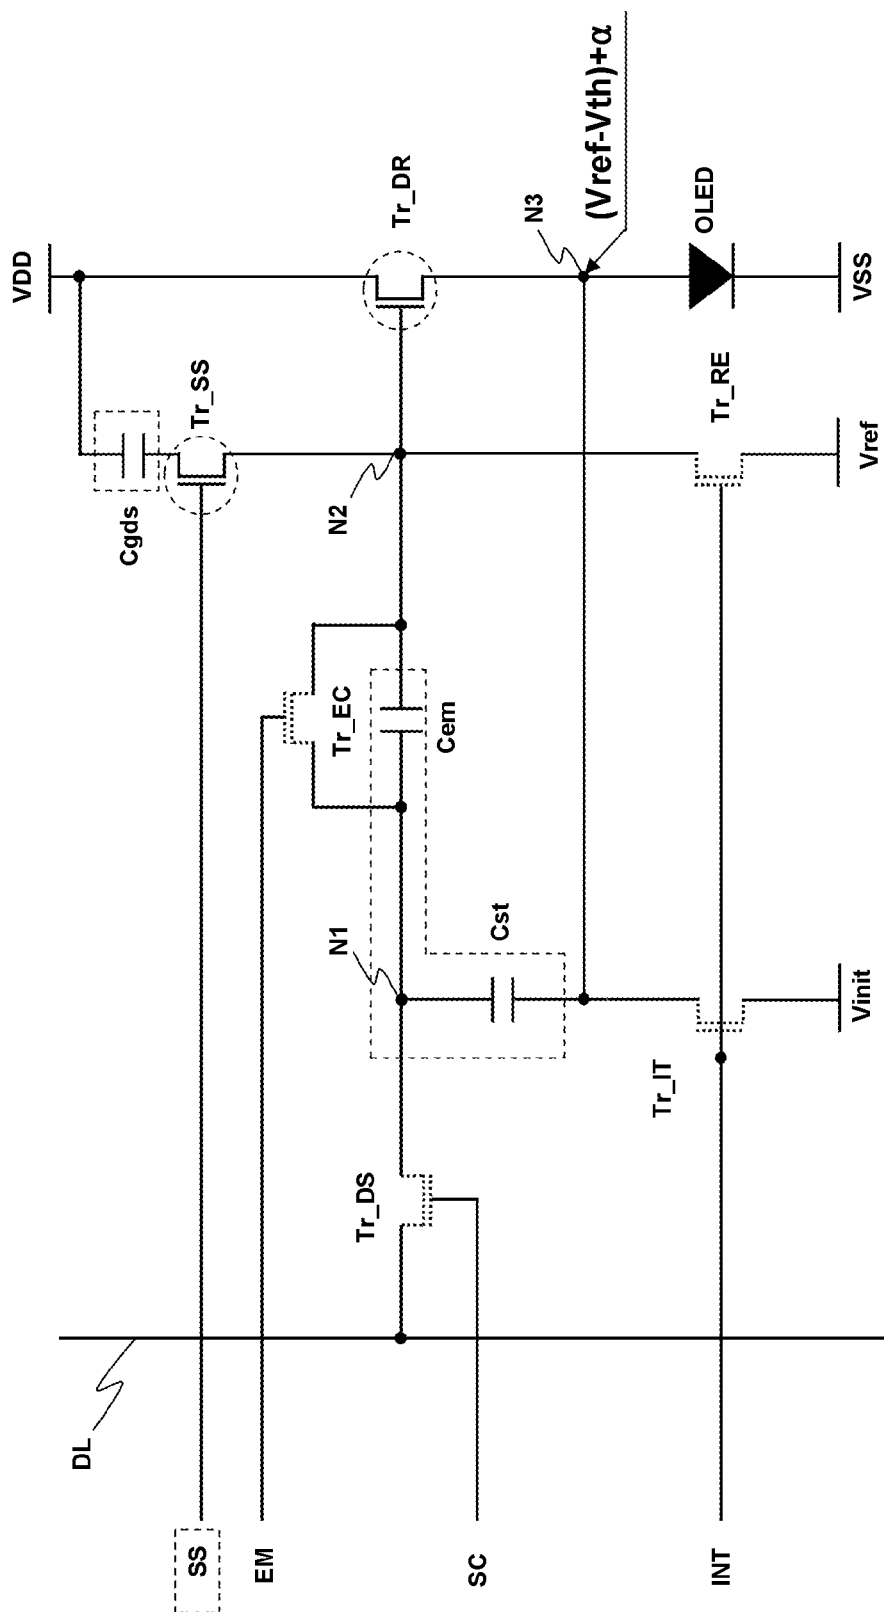 VDD
Tr_SS
Tr_DR
Cgds
N2
N3
(Vref-Vth)+α
OLED
Tr_EC
Cem
Tr_RE
VSS
Vref
N1
Cst
Tr_IT
Vinit
Tr_DS
DL
SS
EM
SC
INT